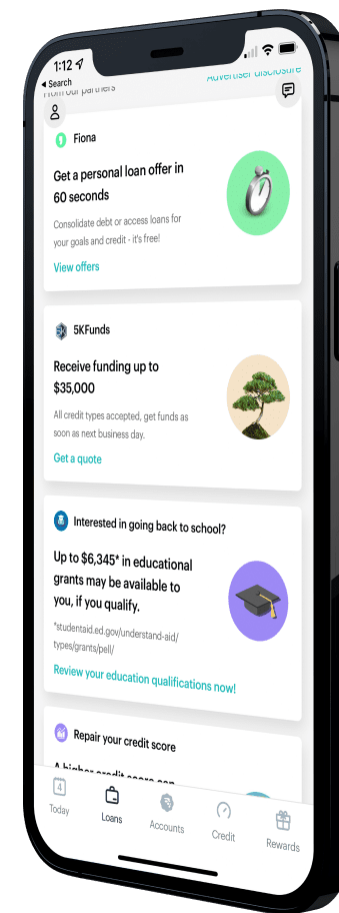 1:12
Search
From our partners
Advertiser disclosure
Fiona
Get a personal loan offer in
60 seconds
Consolidate debt or access loans for
your goals and credit - it's free!
View offers
5KFunds
Receive funding up to
$35,000
All credit types accepted, get funds as
soon as next business day.
Get a quote
Interested in going back to school?
Up to $6,345* in educational
grants may be available to
you, if you qualify.
*studentaid.ed.gov/understand-aid/
types/grants/pell/
Review your education qualifications now!
Repair your credit score
A higher credit score can
4
Today
Loans
Accounts
Credit
Rewards